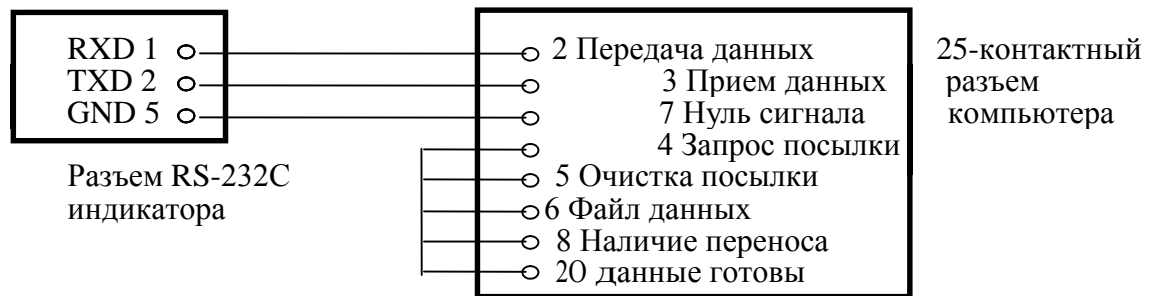 RXD 1
TXD 2
GND 5
Разъем RS-232C
индикатора
2 Передача данных
3 Прием данных
7 Нуль сигнала
4 Запрос посылки
5 Очистка посылки
6 Файл данных
8 Наличие переноса
20 данные готовы
25-контактный
разъем
компьютера